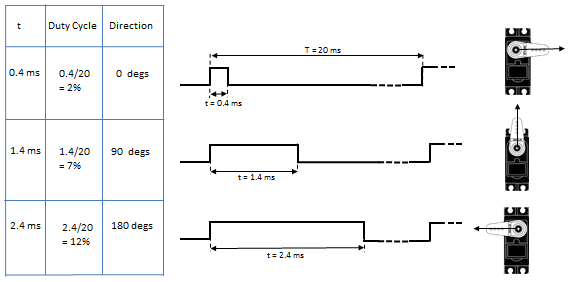 t Duty Cycle Direction
0.4 ms 0.4/20 0 degs
= 2%
1.4 ms 1.4/20 90 degs
= 7%
2.4 ms 2.4/20 180 degs
= 12%
T = 20 ms
t = 0.4 ms
t = 1.4 ms
t = 2.4 ms